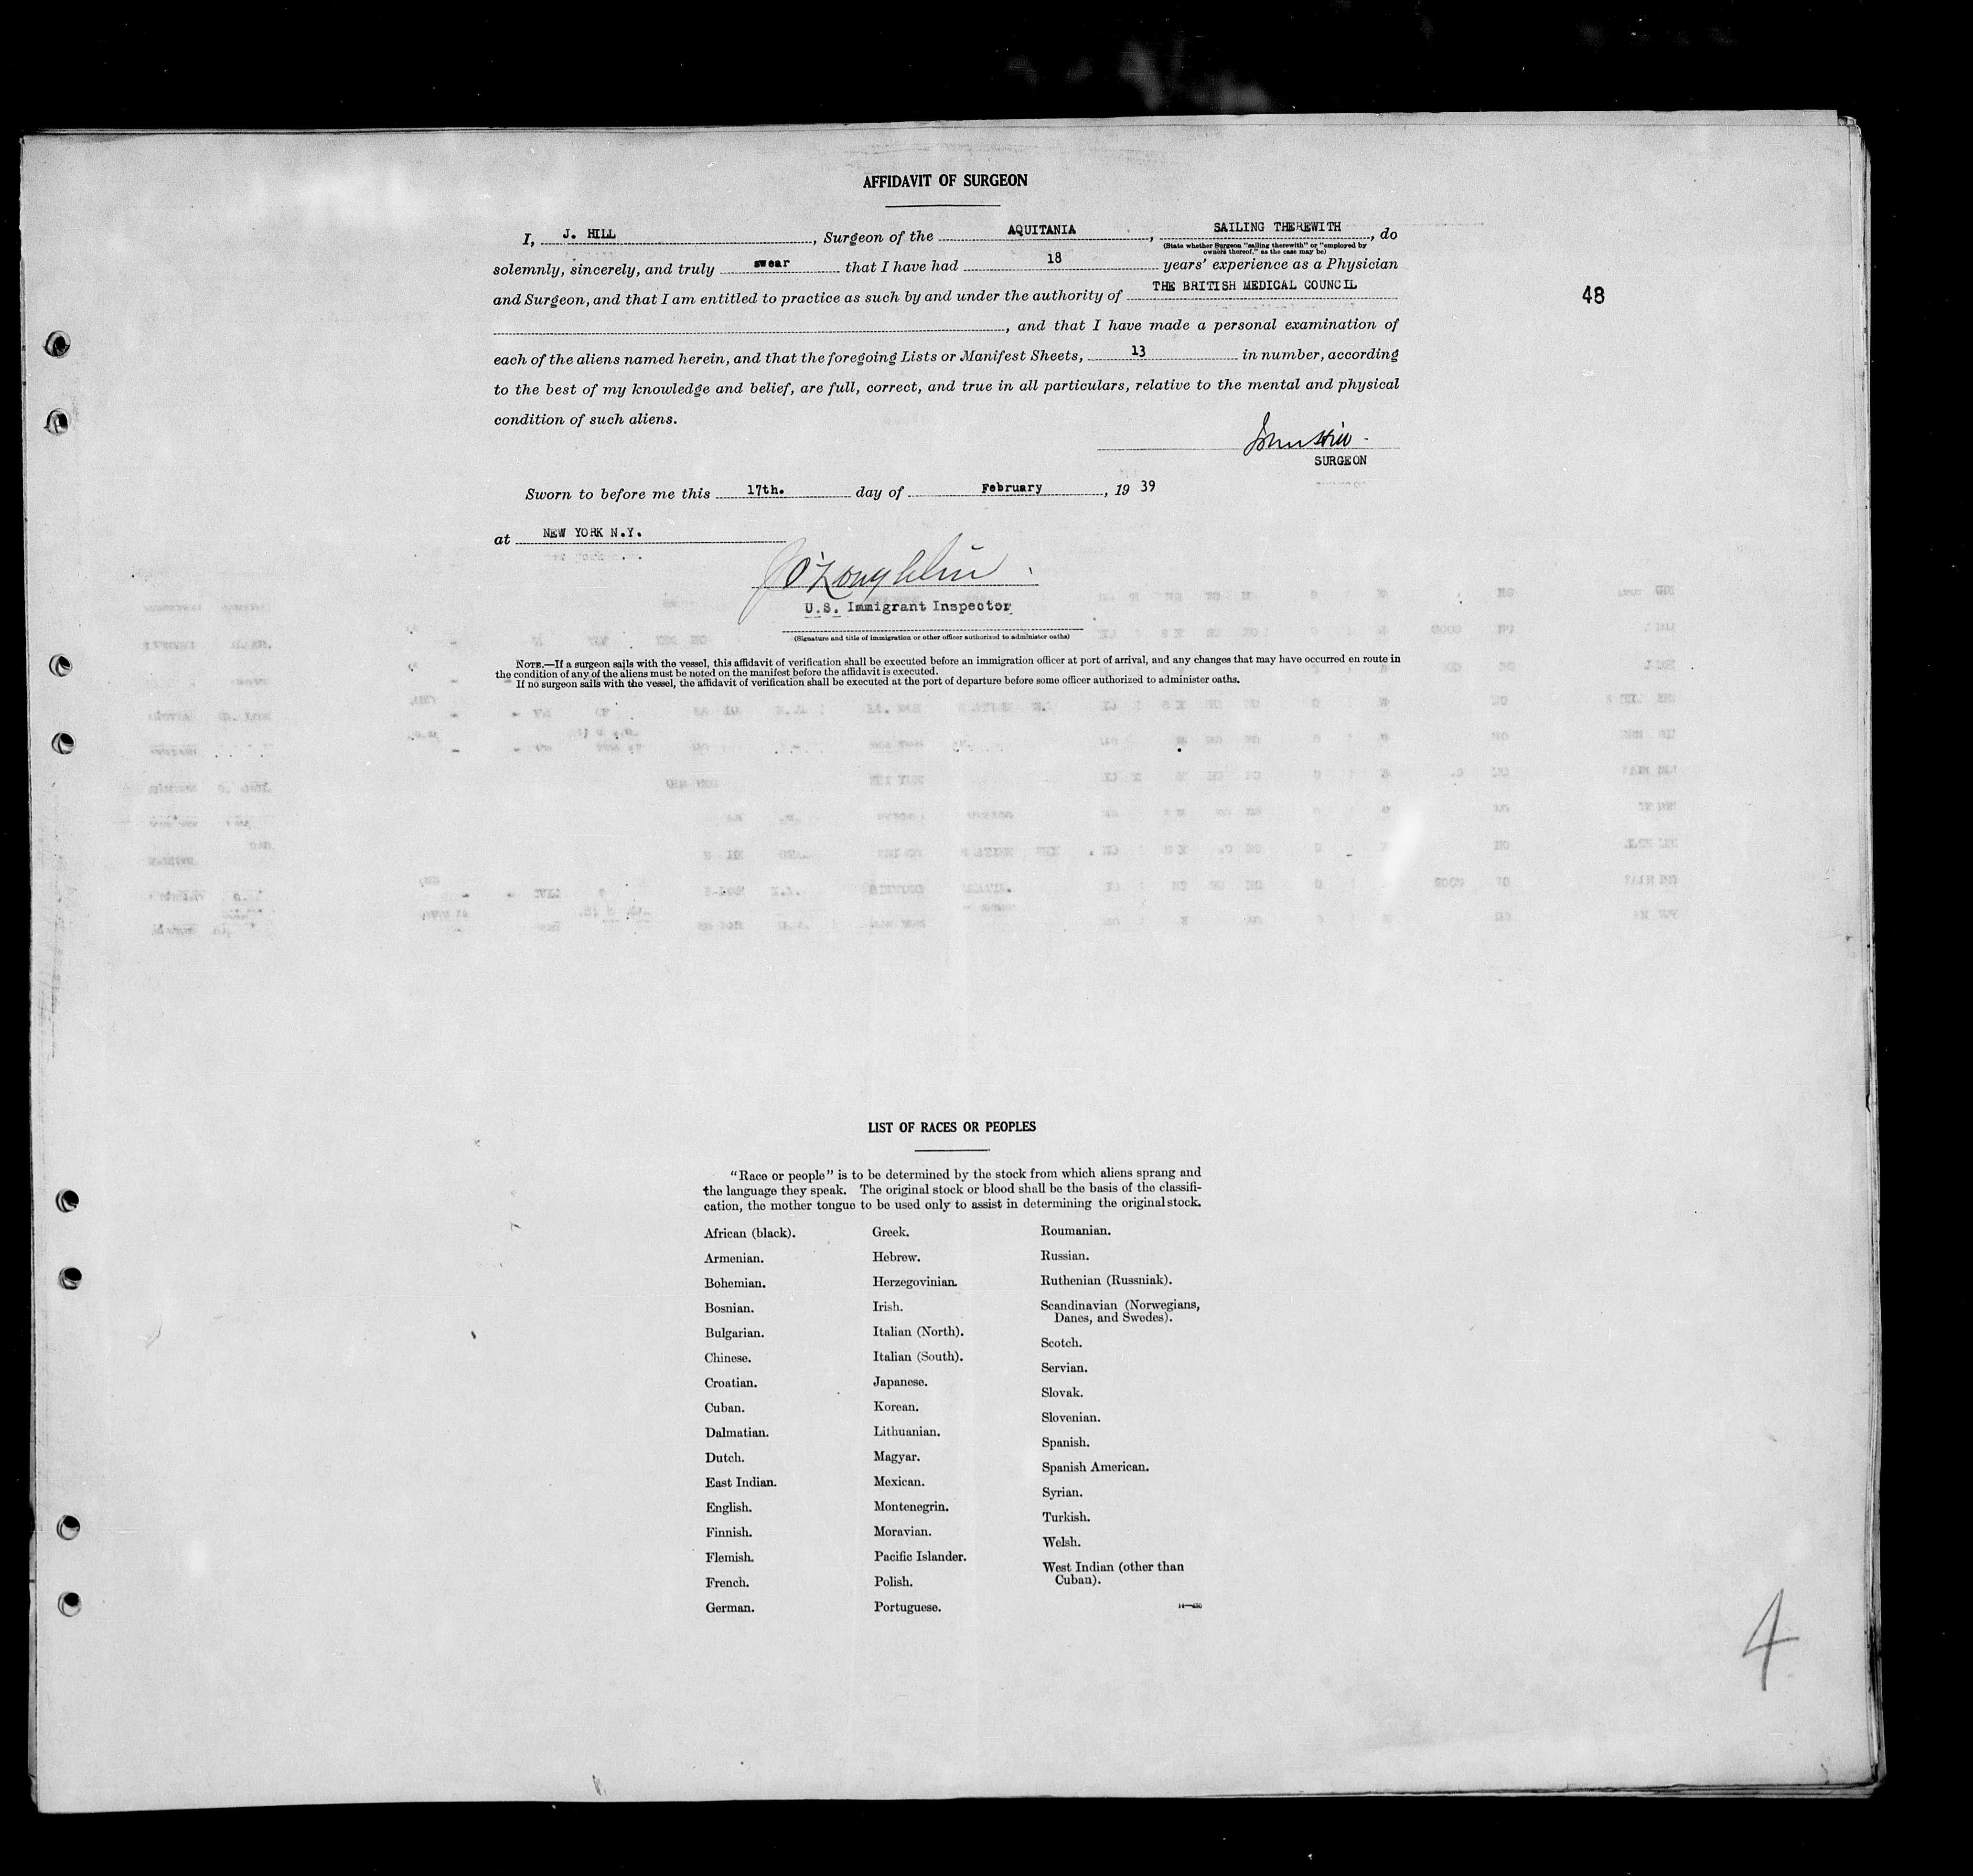 AFFIDAVIT OF SURGEON
I, J. HILL, Surgeon of the AQUITANIA, SAILING THEREWITH, do
(State whether Surgeon "sailing therewith" or "employed by
owners thereof," as the case may be)
solemnly, sincerely, and truly swear that I have had 18 years' experience as a Physician
and Surgeon, and that I am entitled to practice as such by and under the authority of THE BRITISH MEDICAL COUNCIL
48
, and that I have made a personal examination of
each of the aliens named herein, and that the foregoing Lists or Manifest Sheets, 13 in number, according
to the best of my knowledge and belief, are full, correct, and true in all particulars, relative to the mental and physical
condition of such aliens.
John Hill
SURGEON
Sworn to before me this 17th. day of February, 19 39
at NEW YORK N.Y.
J O'Loughlin
U.S. Immigrant Inspector
(Signature and title of immigration or other officer authorized to administer oaths)
NOTE.—If a surgeon sails with the vessel, this affidavit of verification shall be executed before an immigration officer at port of arrival, and any changes that may have occurred en route in
the condition of any of the aliens must be noted on the manifest before the affidavit is executed.
If no surgeon sails with the vessel, the affidavit of verification shall be executed at the port of departure before some officer authorized to administer oaths.
LIST OF RACES OR PEOPLES
"Race or people" is to be determined by the stock from which aliens sprang and
the language they speak. The original stock or blood shall be the basis of the classifi-
cation, the mother tongue to be used only to assist in determining the original stock.
African (black).
Armenian.
Bohemian.
Bosnian.
Bulgarian.
Chinese.
Croatian.
Cuban.
Dalmatian.
Dutch.
East Indian.
English.
Finnish.
Flemish.
French.
German.
Greek.
Hebrew.
Herzegovinian.
Irish.
Italian (North).
Italian (South).
Japanese.
Korean.
Lithuanian.
Magyar.
Mexican.
Montenegrin.
Moravian.
Pacific Islander.
Polish.
Portuguese.
Roumanian.
Russian.
Ruthenian (Russniak).
Scandinavian (Norwegians,
Danes, and Swedes).
Scotch.
Servian.
Slovak.
Slovenian.
Spanish.
Spanish American.
Syrian.
Turkish.
Welsh.
West Indian (other than
Cuban).
4